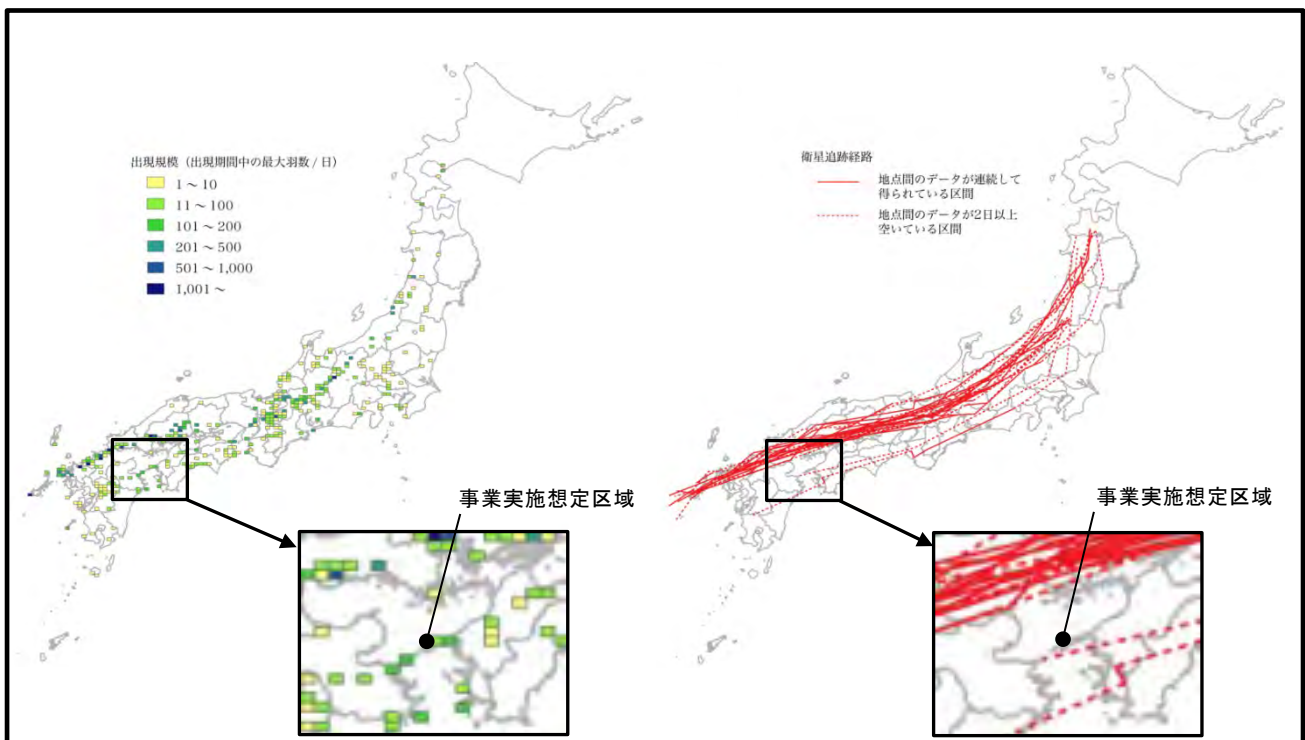 出現規模（出現期間中の最大羽数 / 日）
1 ～ 10
11 ～ 100
101 ～ 200
201 ～ 500
501 ～ 1,000
1,001 ～
事業実施想定区域
衛星追跡経路
地点間のデータが連続して
得られている区間
地点間のデータが2日以上
空いている区間
事業実施想定区域